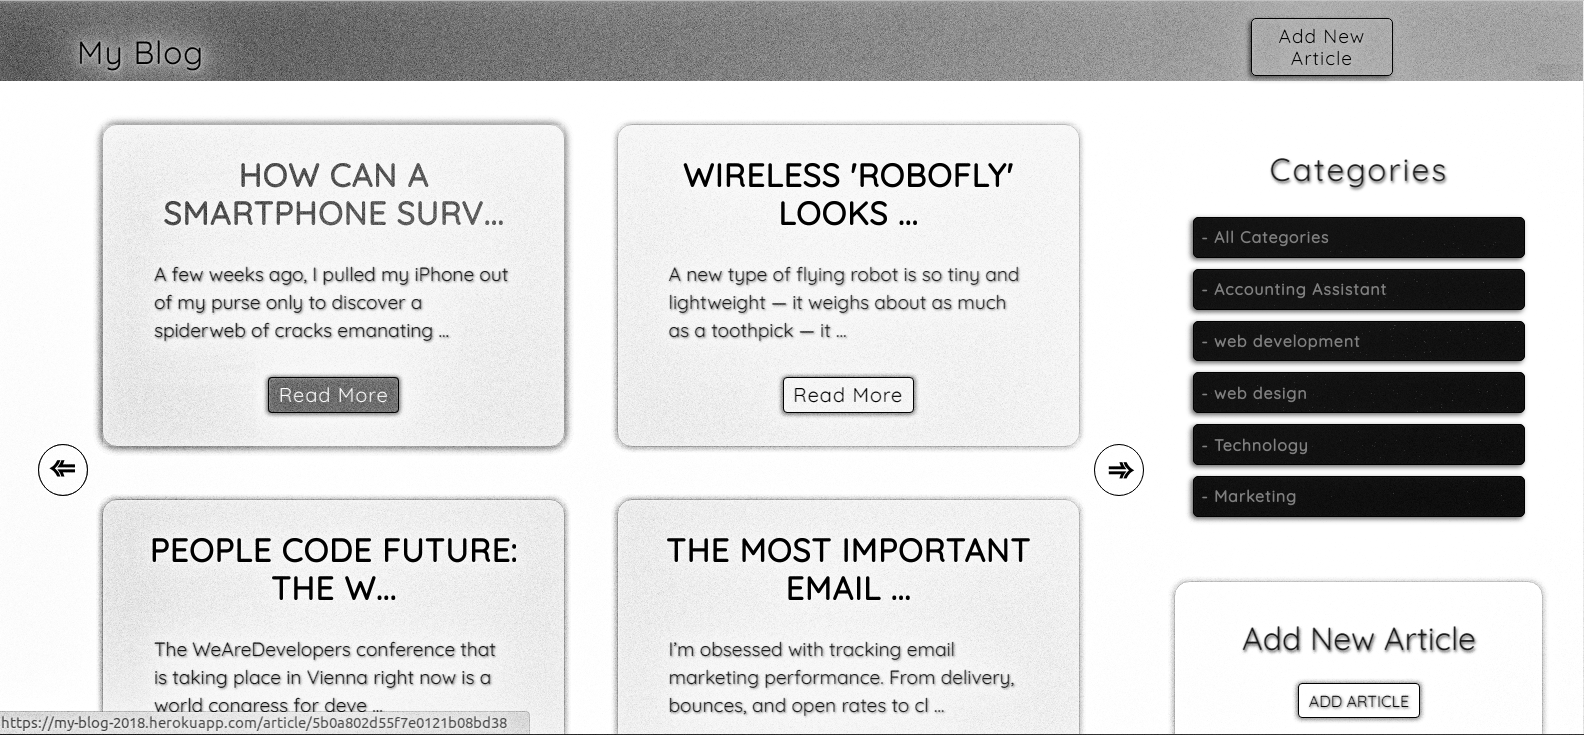 My Blog
Add New
Article
HOW CAN A
SMARTPHONE SURV...
A few weeks ago, I pulled my iPhone out
of my purse only to discover a
spiderweb of cracks emanating ...
Read More
WIRELESS 'ROBOFLY'
LOOKS ...
A new type of flying robot is so tiny and
lightweight — it weighs about as much
as a toothpick — it ...
Read More
PEOPLE CODE FUTURE:
THE W...
The WeAreDevelopers conference that
is taking place in Vienna right now is a
world congress for deve ...
THE MOST IMPORTANT
EMAIL ...
I'm obsessed with tracking email
marketing performance. From delivery,
bounces, and open rates to cl ...
Categories
- All Categories
- Accounting Assistant
- web development
- web design
- Technology
- Marketing
Add New Article
ADD ARTICLE
https://my-blog-2018.herokuapp.com/article/5b0a802d55f7e0121b08bd38